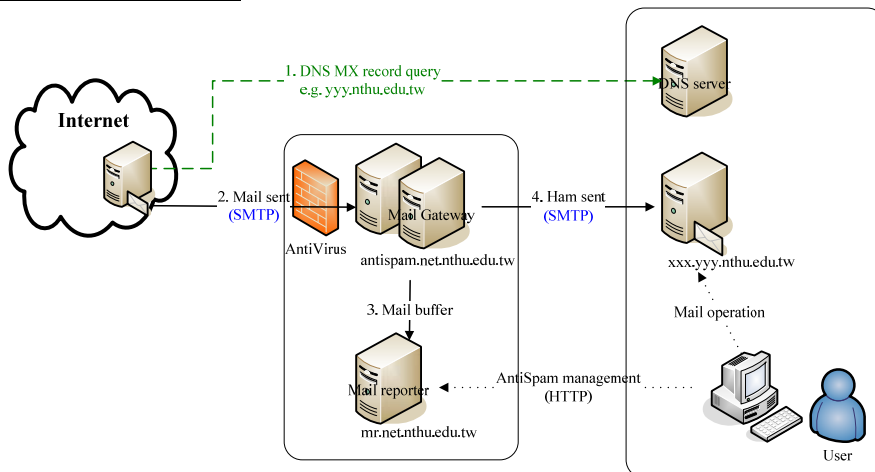 1. DNS MX record query
e.g. yyy.nthu.edu.tw
DNS server
Internet
2. Mail sent
(SMTP)
AntiVirus
Mail Gateway
antispam.net.nthu.edu.tw
4. Ham sent
(SMTP)
xxx.yyy.nthu.edu.tw
3. Mail buffer
Mail operation
Mail reporter
mr.net.nthu.edu.tw
AntiSpam management
(HTTP)
User